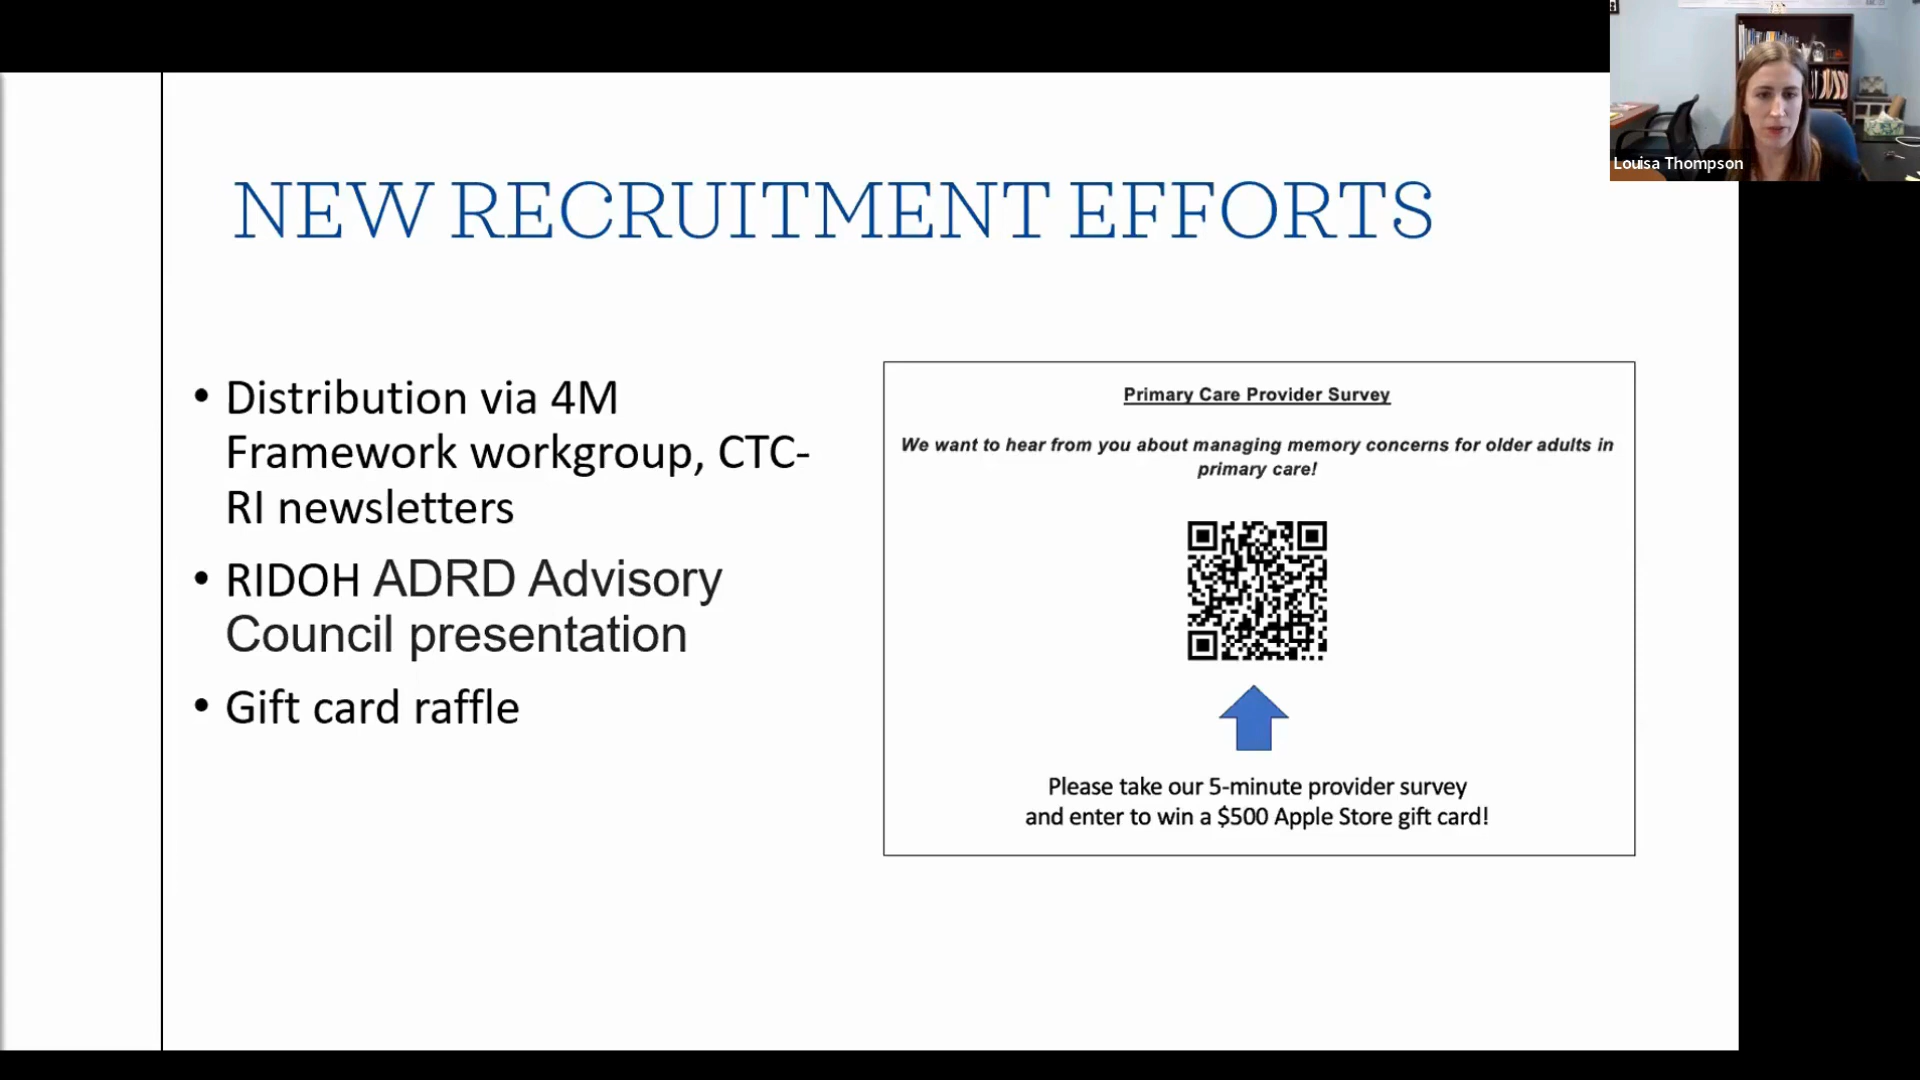 NEW RECRUITMENT EFFORTS
• Distribution via 4M
Framework workgroup, CTC-
RI newsletters
• RIDOH ADRD Advisory
Council presentation
• Gift card raffle
Primary Care Provider Survey
We want to hear from you about managing memory concerns for older adults in
primary care!
Please take our 5-minute provider survey
and enter to win a $500 Apple Store gift card!
Louisa Thompson